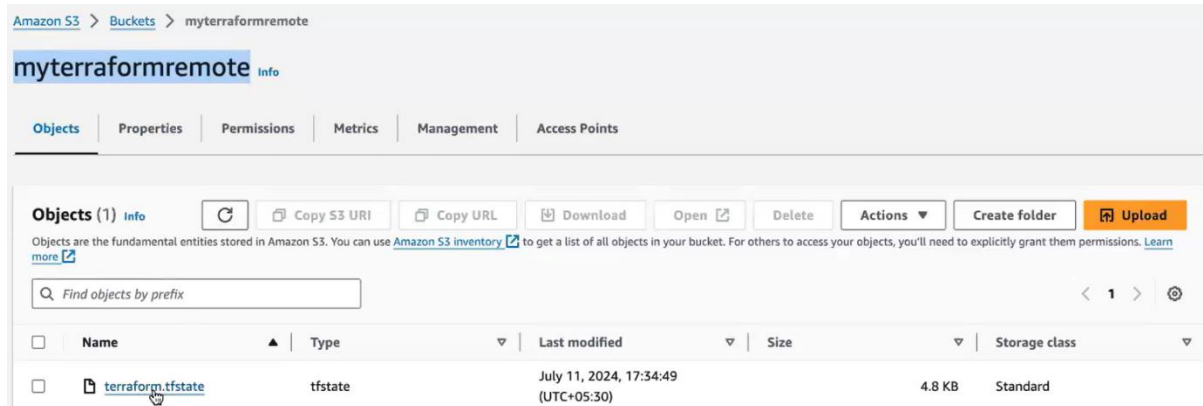 Amazon S3 > Buckets > myterraformremote
myterraformremote Info
Objects Properties Permissions Metrics Management Access Points
Objects (1) Info Copy S3 URI Copy URL Download Open Delete Actions Create folder Upload
Objects are the fundamental entities stored in Amazon S3. You can use Amazon S3 inventory to get a list of all objects in your bucket. For others to access your objects, you'll need to explicitly grant them permissions. Learn
more
Find objects by prefix < 1 >
Name Type Last modified Size Storage class
terraform.tfstate tfstate July 11, 2024, 17:34:49 4.8 KB Standard
(UTC+05:30)